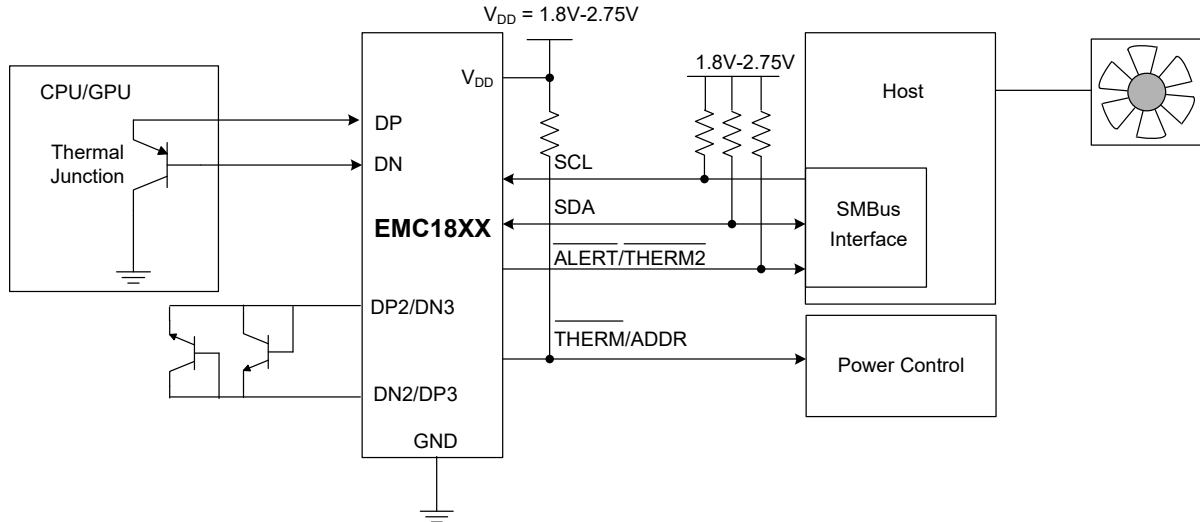 V_DD = 1.8V-2.75V
CPU/GPU
Thermal
Junction
DP
DN
V_DD
EMC18XX
DP2/DN3
DN2/DP3
GND
1.8V-2.75V
SCL
SDA
ALERT/THERM2
THERM/ADDR
Host
SMBus
Interface
Power Control